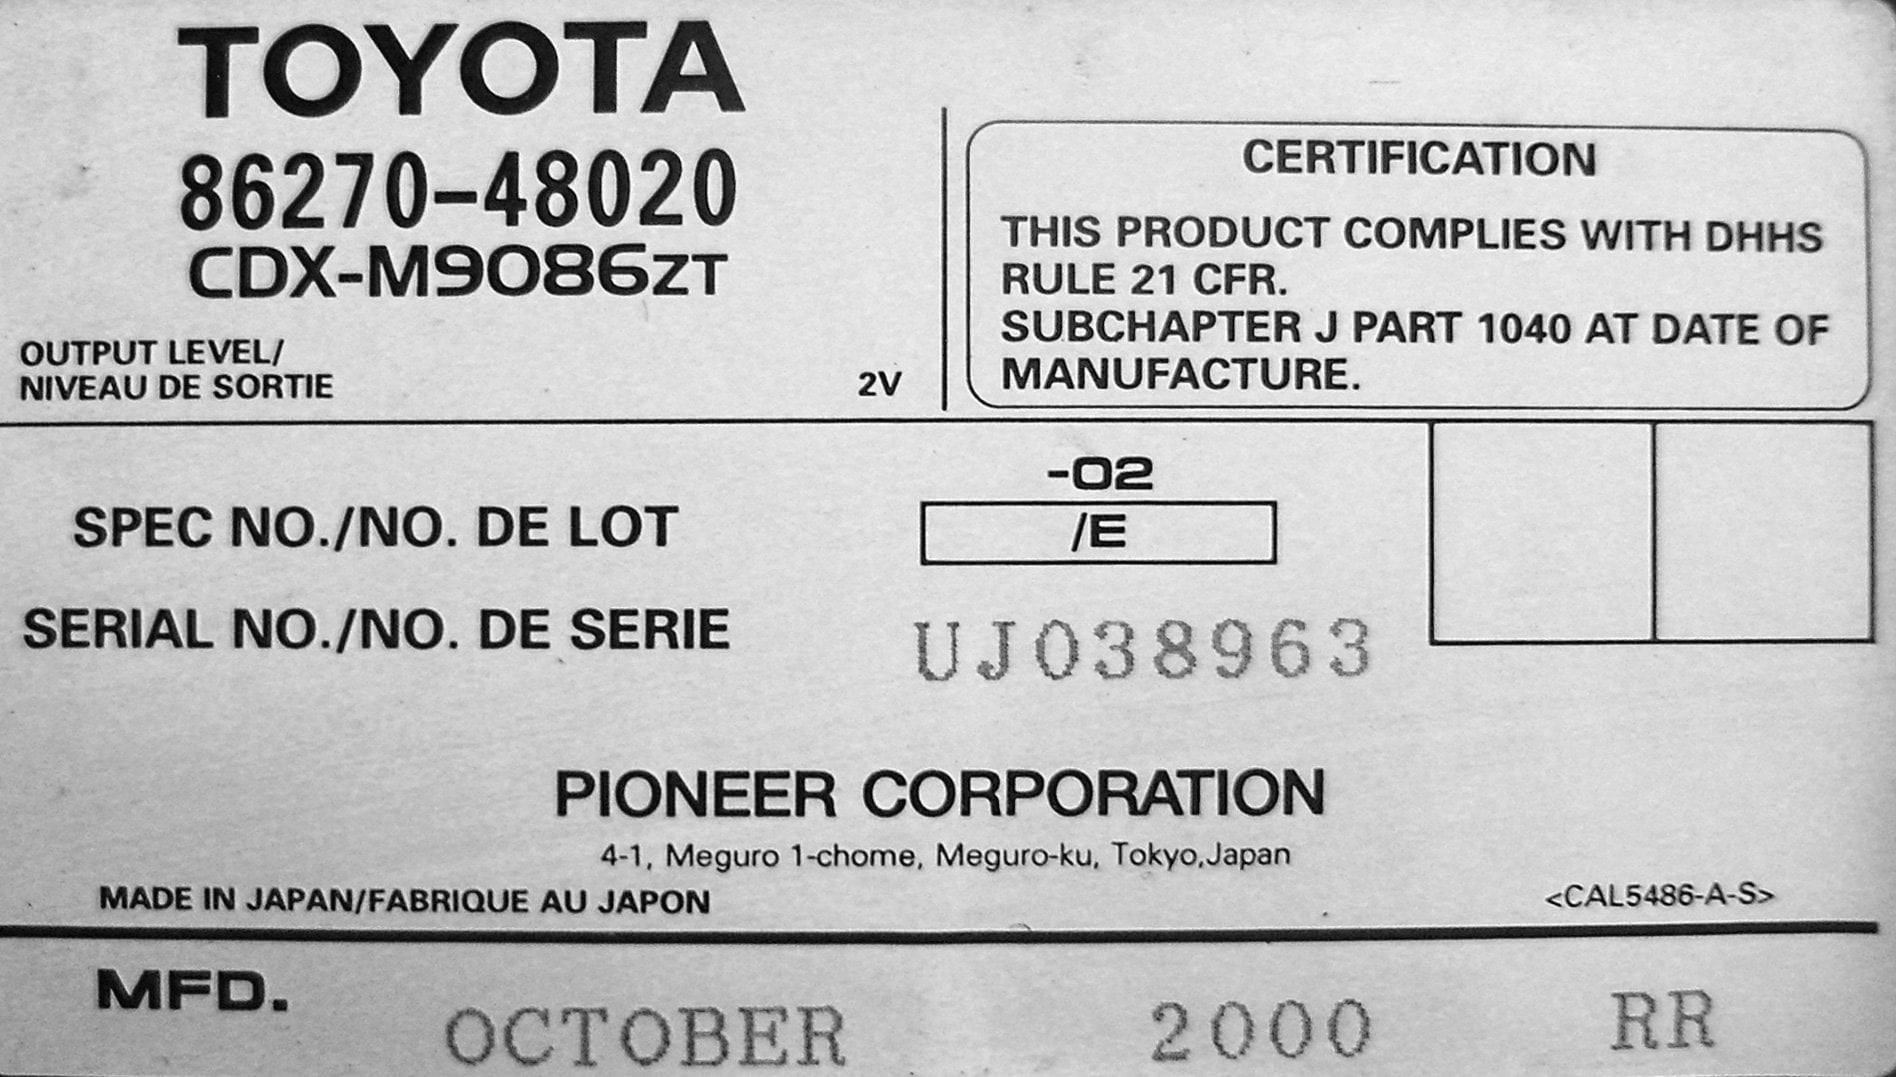 TOYOTA
86270-48020
CDX-M9086ZT
OUTPUT LEVEL/
NIVEAU DE SORTIE 2V
CERTIFICATION
THIS PRODUCT COMPLIES WITH DHHS
RULE 21 CFR.
SUBCHAPTER J PART 1040 AT DATE OF
MANUFACTURE.
-02
SPEC NO./NO. DE LOT /E
SERIAL NO./NO. DE SERIE UJ038963
PIONEER CORPORATION
4-1, Meguro 1-chome, Meguro-ku, Tokyo,Japan
MADE IN JAPAN/FABRIQUE AU JAPON <CAL5486-A-S>
MFD. OCTOBER 2000 RR